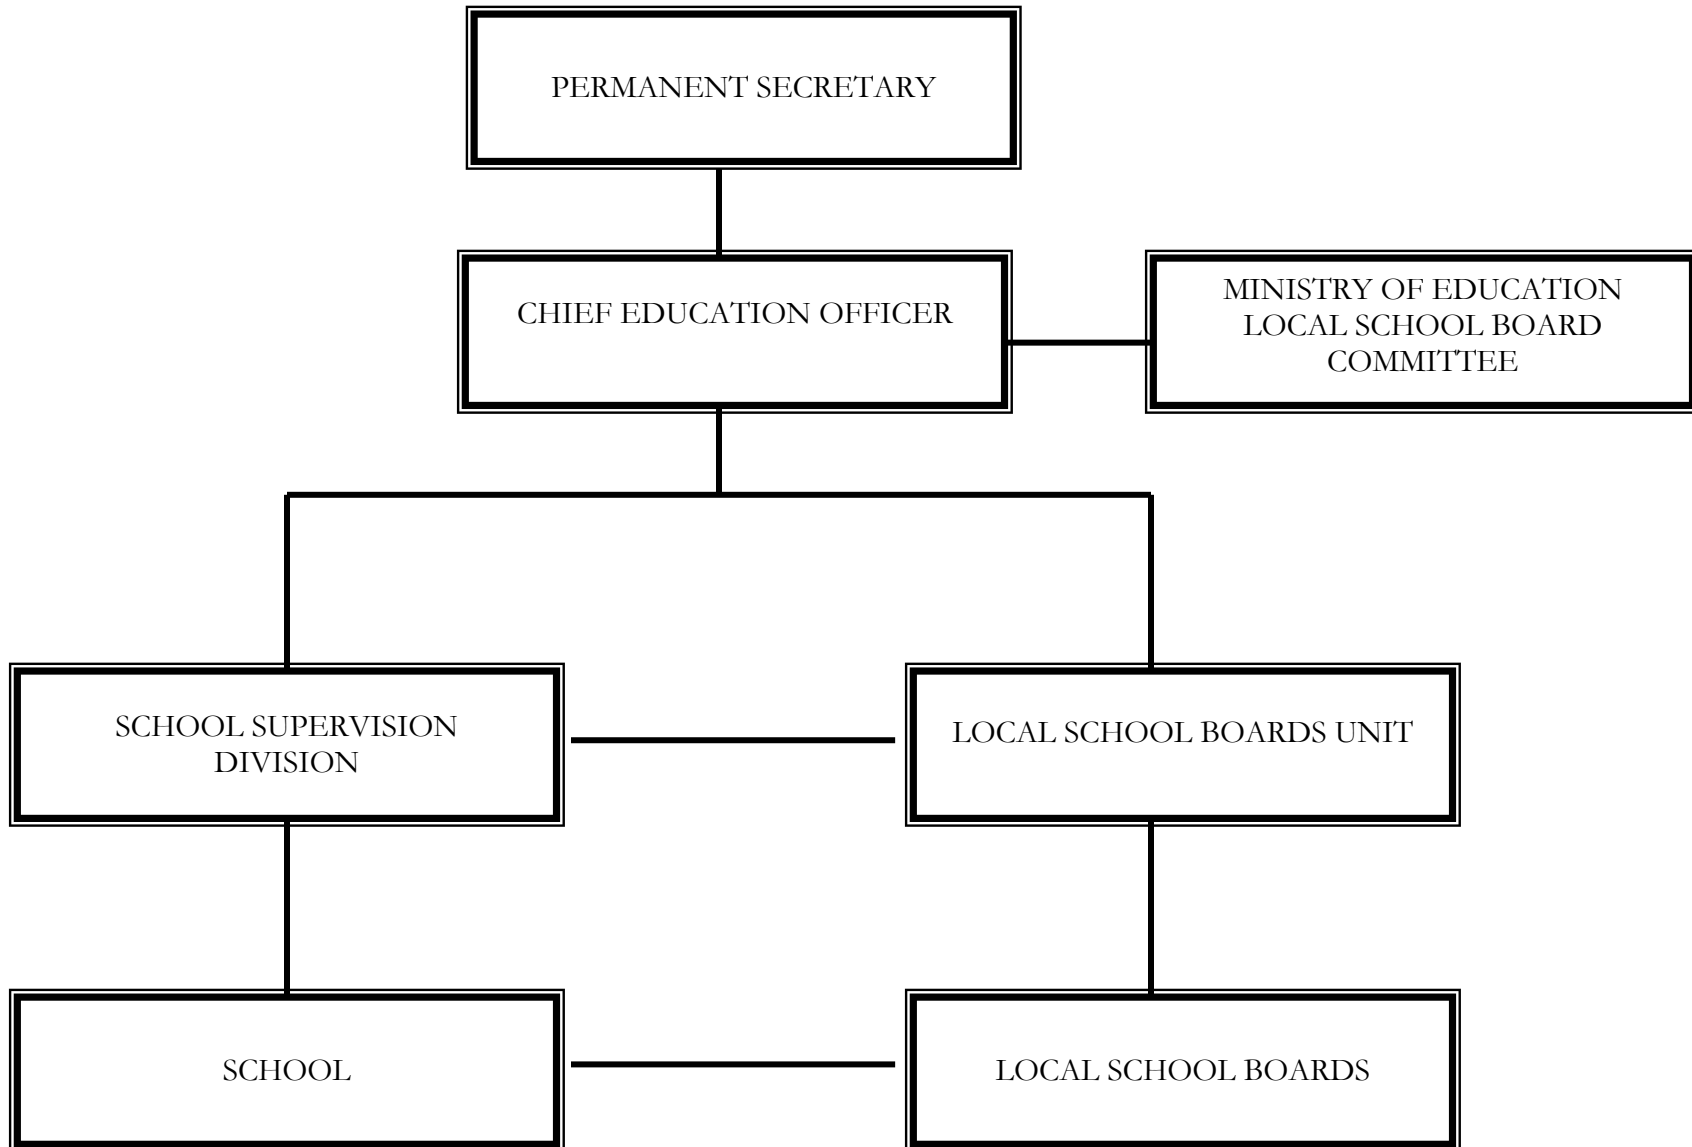 PERMANENT SECRETARY
CHIEF EDUCATION OFFICER
MINISTRY OF EDUCATION
LOCAL SCHOOL BOARD
COMMITTEE
SCHOOL SUPERVISION
DIVISION
LOCAL SCHOOL BOARDS UNIT
SCHOOL
LOCAL SCHOOL BOARDS